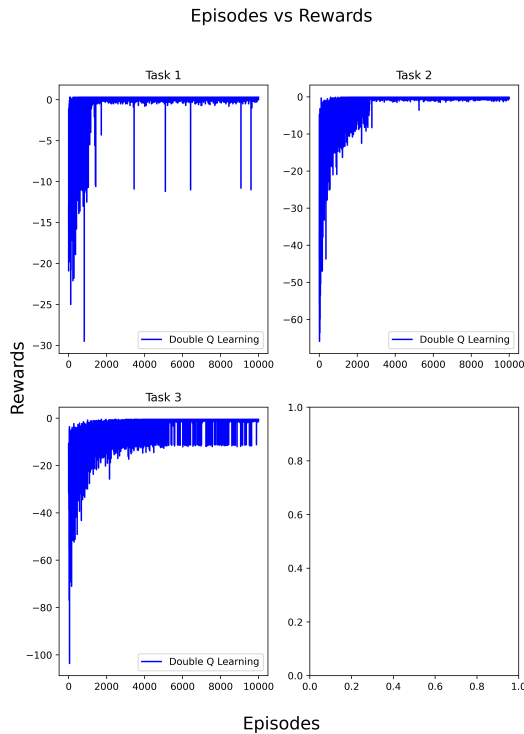 Episodes vs Rewards
Task 1
0
−5
−10
−15
−20
−25
−30
0 2000 4000 6000 8000 10000
Double Q Learning
Task 2
0
−10
−20
−30
−40
−50
−60
0 2000 4000 6000 8000 10000
Double Q Learning
Rewards
Task 3
0
−20
−40
−60
−80
−100
0 2000 4000 6000 8000 10000
Double Q Learning
1.0
0.8
0.6
0.4
0.2
0.0
0.0 0.2 0.4 0.6 0.8 1.0
Episodes